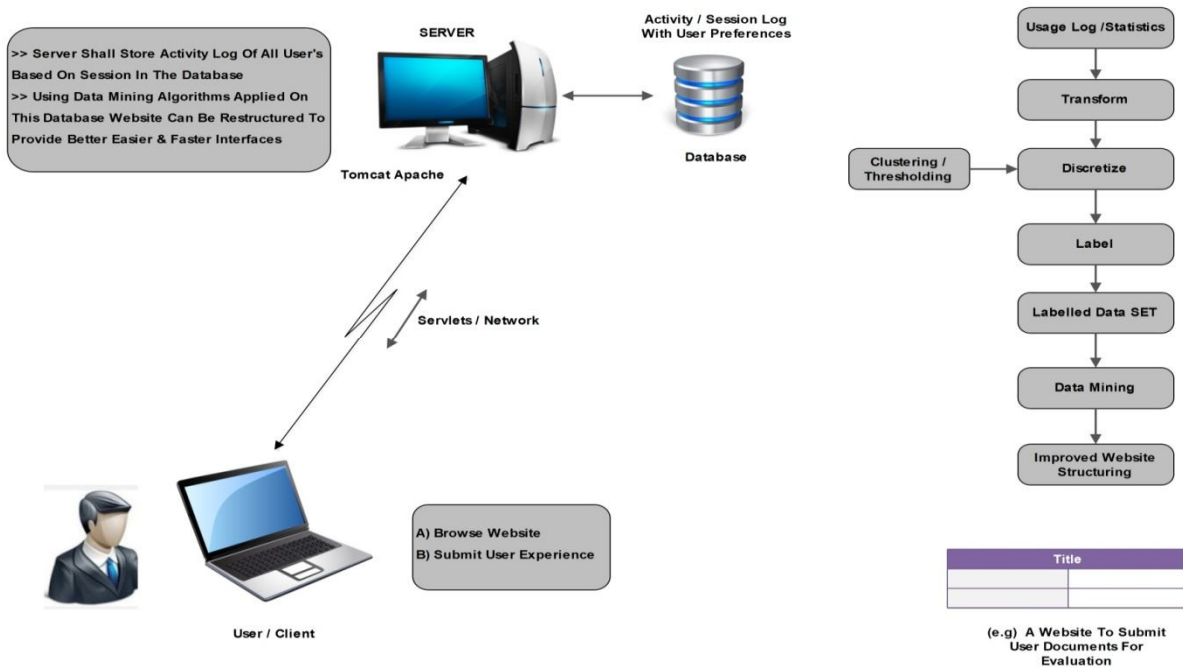 >> Server Shall Store Activity Log Of All User's
Based On Session In The Database
>> Using Data Mining Algorithms Applied On
This Database Website Can Be Restructured To
Provide Better Easier & Faster Interfaces
SERVER
Tomcat Apache
Activity / Session Log
With User Preferences
Database
Servlets / Network
A) Browse Website
B) Submit User Experience
User / Client
Usage Log /Statistics
Transform
Clustering /
Thresholding
Discretize
Label
Labelled Data SET
Data Mining
Improved Website
Structuring
Title
(e.g) A Website To Submit
User Documents For
Evaluation